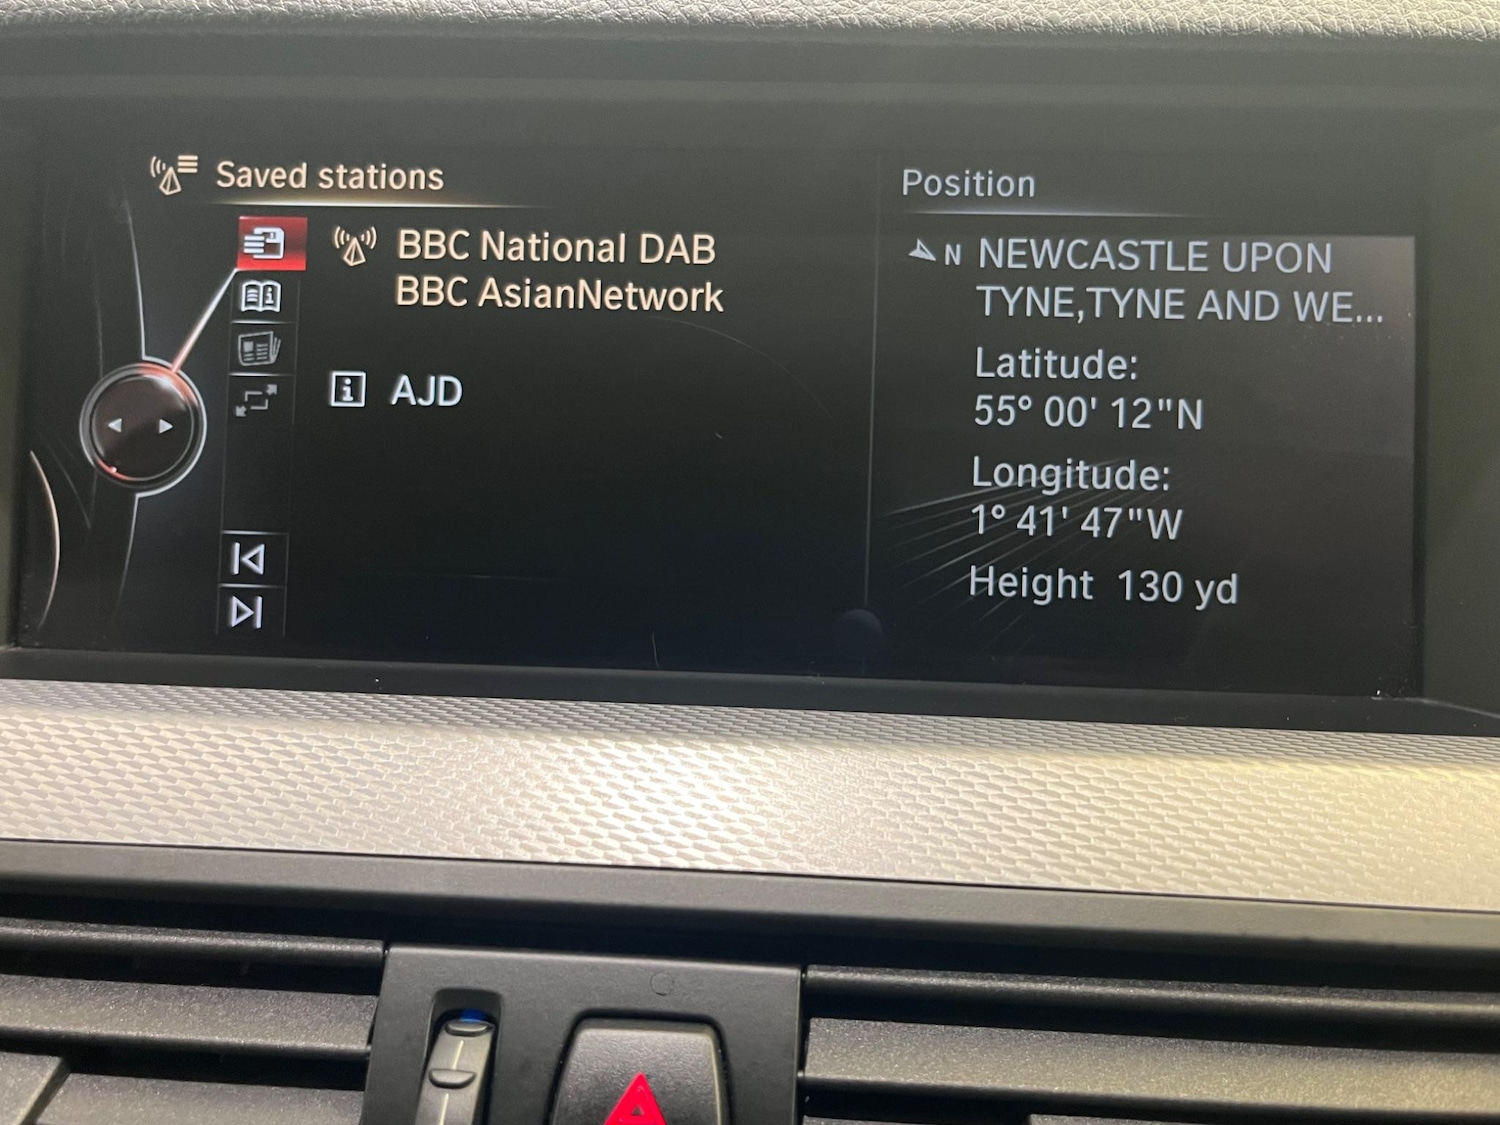 Saved stations
BBC National DAB
BBC AsianNetwork
AJD
Position
N NEWCASTLE UPON
TYNE,TYNE AND WE...
Latitude:
55° 00' 12"N
Longitude:
1° 41' 47"W
Height 130 yd